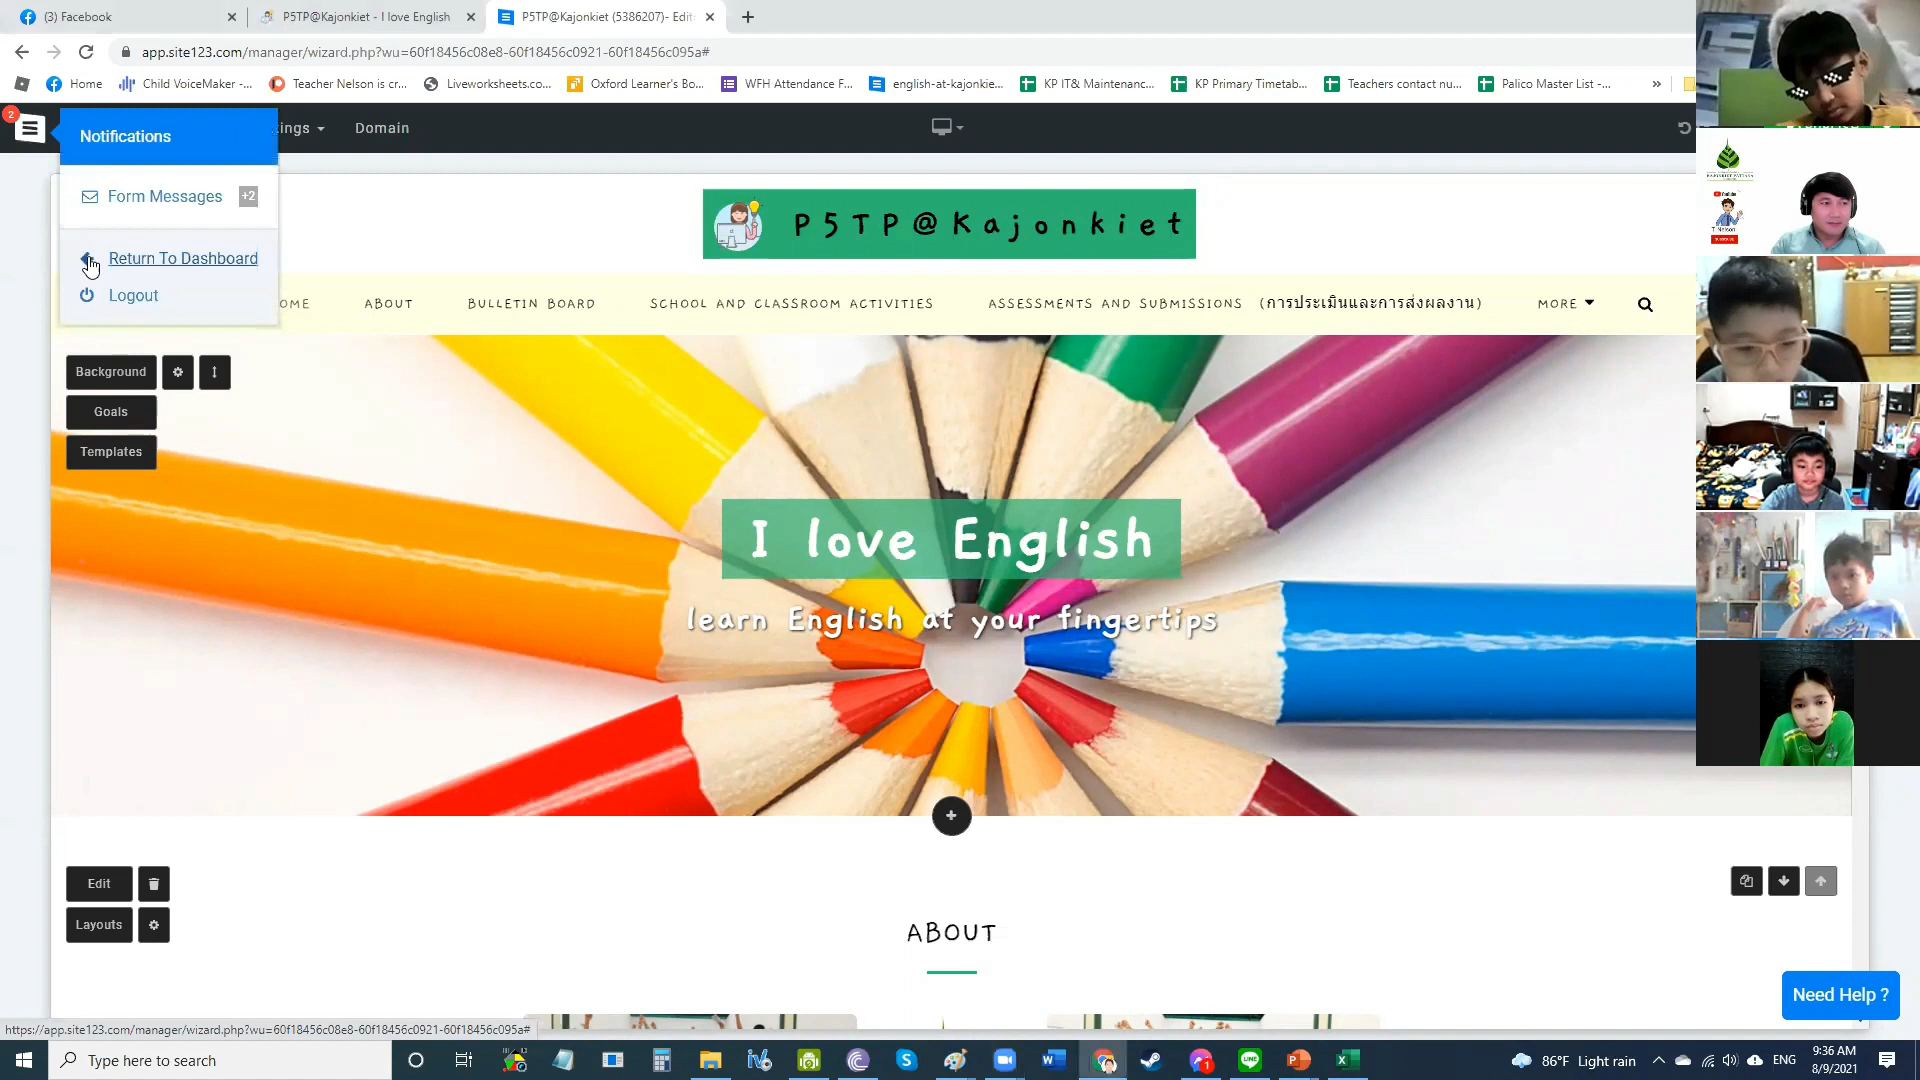 (3) Facebook
P5TP@Kajonkiet - I love English
P5TP@Kajonkiet (5386207)- Edit
app.site123.com/manager/wizard.php?wu=60f18456c08e8-60f18456c0921-60f18456c095a#
Home
Child VoiceMaker -...
Teacher Nelson is cr...
Liveworksheets.co...
Oxford Learner's Bo...
WFH Attendance F...
english-at-kajonkie...
KP IT& Maintenanc...
KP Primary Timetab...
Teachers contact nu...
Palico Master List -...
2
Notifications
ings
Domain
Form Messages +2
Return To Dashboard
Logout
P5TP@Kajonkiet
OME
ABOUT
BULLETIN BOARD
SCHOOL AND CLASSROOM ACTIVITIES
ASSESSMENTS AND SUBMISSIONS (การประเมินและการส่งผลงาน)
MORE
Background
Goals
Templates
I love English
learn English at your fingertips
Edit
Layouts
ABOUT
Need Help ?
https://app.site123.com/manager/wizard.php?wu=60f18456c08e8-60f18456c0921-60f18456c095a#
KAJONKIET PATTANA
YouTube
T. Nelson
SUBSCRIBE
Type here to search
86°F Light rain
ENG
9:36 AM
8/9/2021